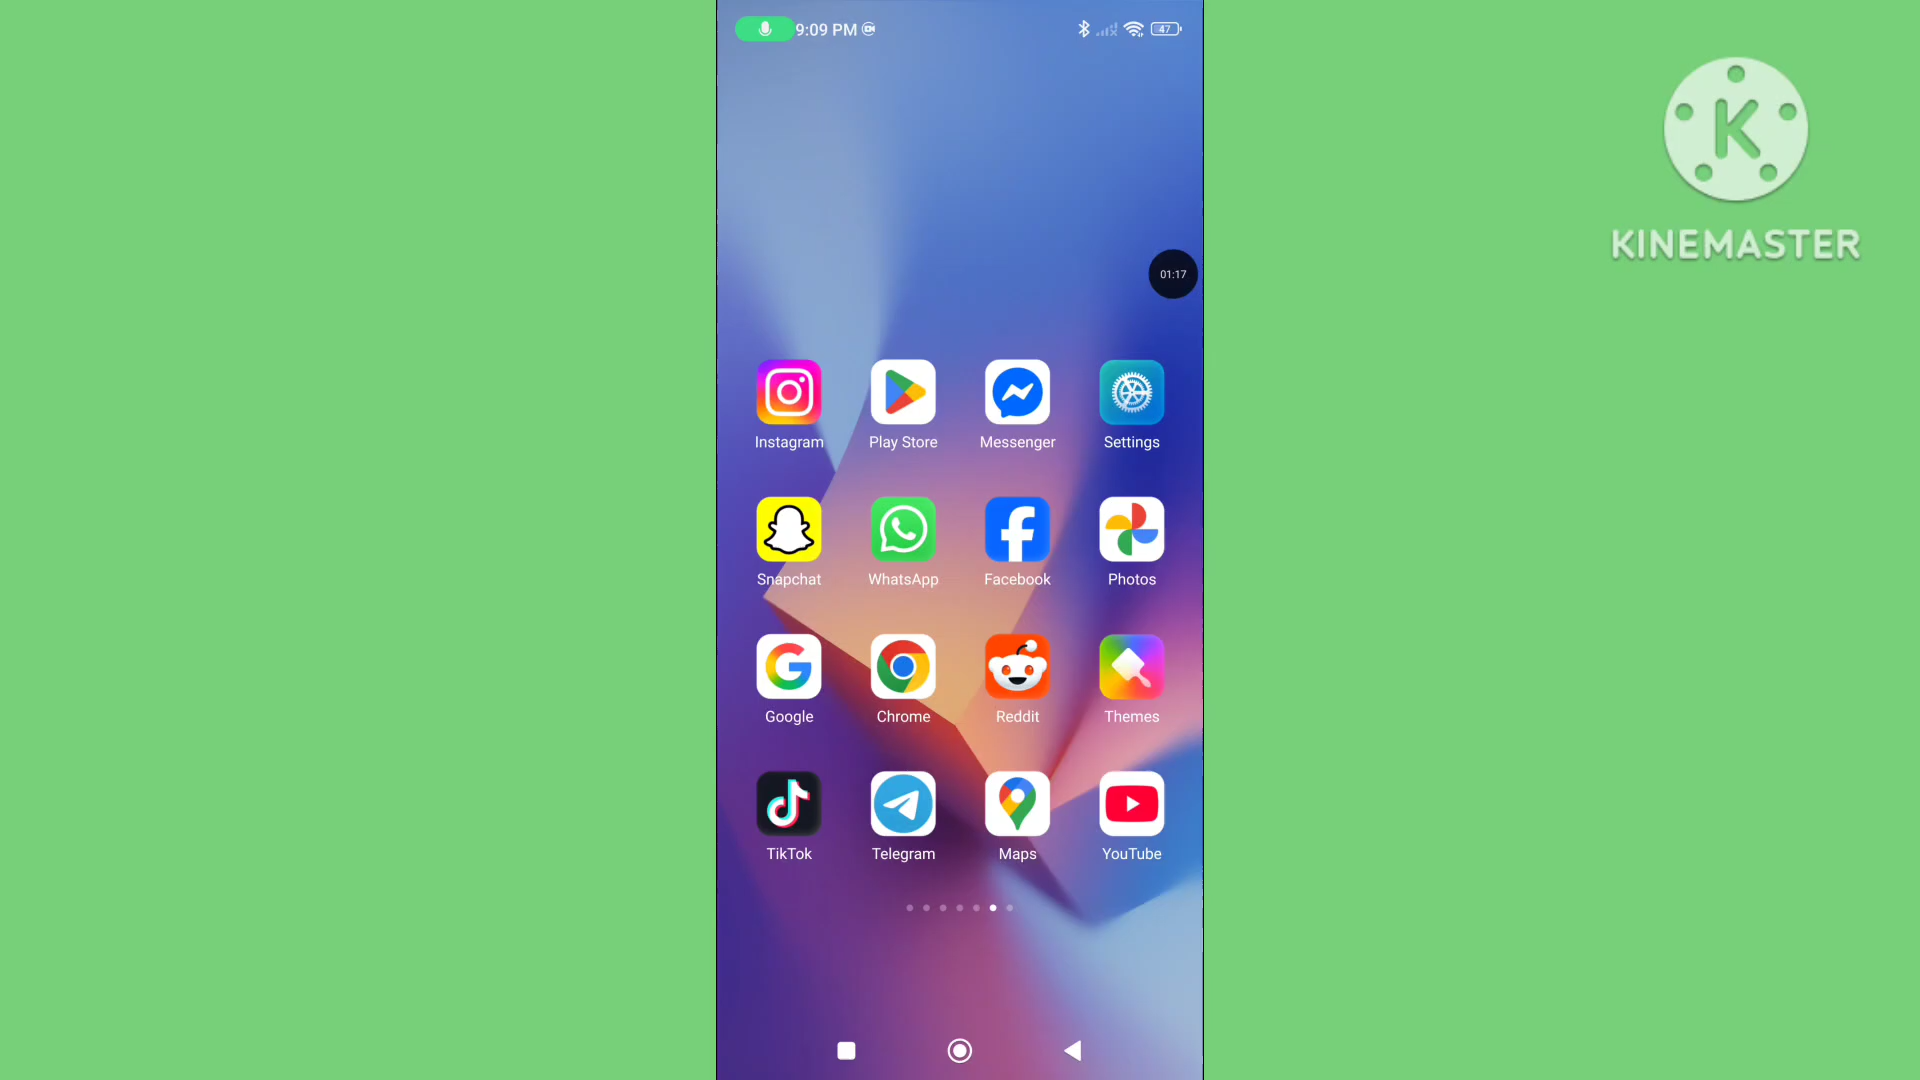 9:09 PM
47
K
KINEMASTER
01:17
Instagram Play Store Messenger Settings
Snapchat WhatsApp Facebook Photos
Google Chrome Reddit Themes
TikTok Telegram Maps YouTube